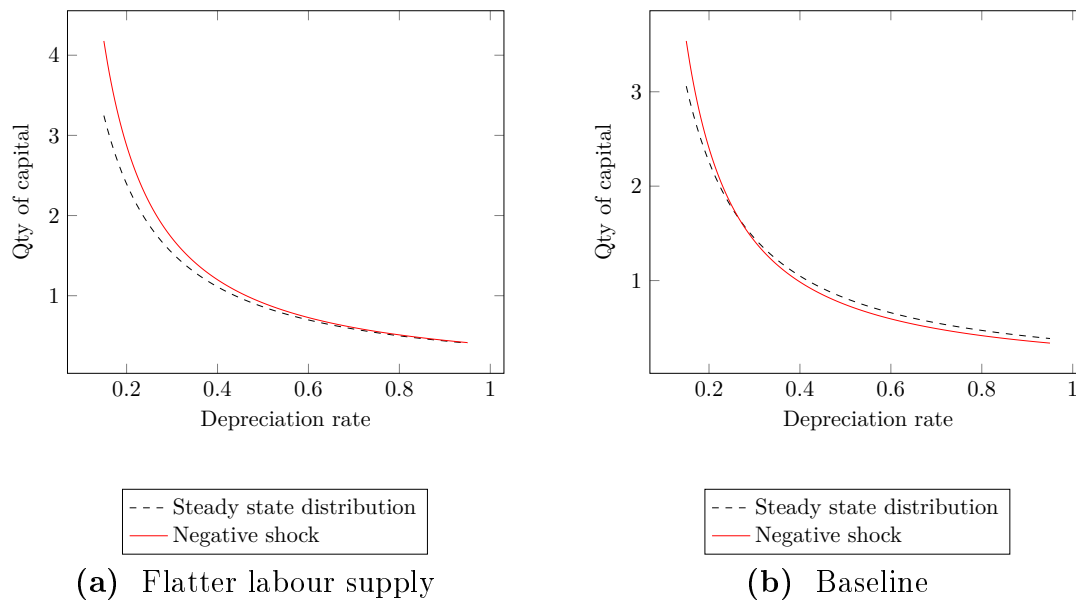 4
3
2
1
0.2 0.4 0.6 0.8 1
Qty of capital
Depreciation rate
Steady state distribution
Negative shock
(a) Flatter labour supply
3
2
1
0.2 0.4 0.6 0.8 1
Qty of capital
Depreciation rate
Steady state distribution
Negative shock
(b) Baseline